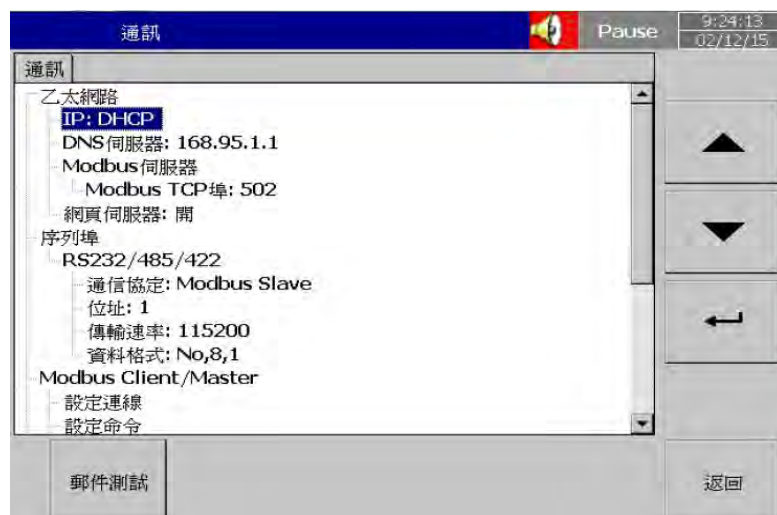 通訊
Pause
9:24:13
02/12/15
通訊
乙太網路
IP: DHCP
DNS伺服器: 168.95.1.1
Modbus伺服器
Modbus TCP埠: 502
網頁伺服器: 開
序列埠
RS232/485/422
通信協定: Modbus Slave
位址: 1
傳輸速率: 115200
資料格式: No,8,1
Modbus Client/Master
設定連線
設定命令
郵件測試
返回